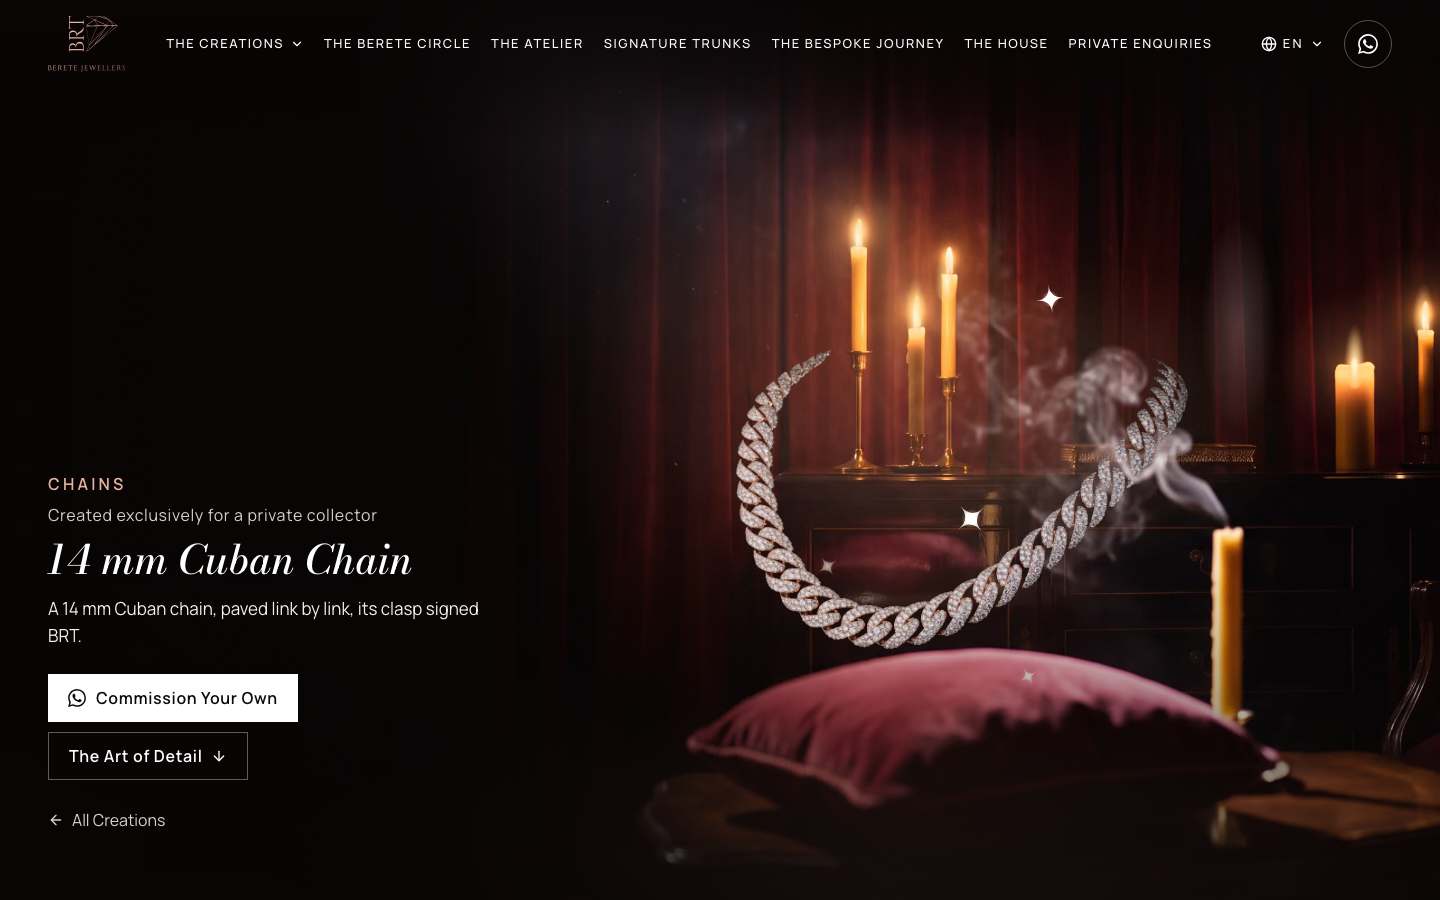 BRT
BERETE JEWELLERS
THE CREATIONS
THE BERETE CIRCLE
THE ATELIER
SIGNATURE TRUNKS
THE BESPOKE JOURNEY
THE HOUSE
PRIVATE ENQUIRIES
EN
CHAINS
Created exclusively for a private collector
14 mm Cuban Chain
A 14 mm Cuban chain, paved link by link, its clasp signed
BRT.
Commission Your Own
The Art of Detail
All Creations